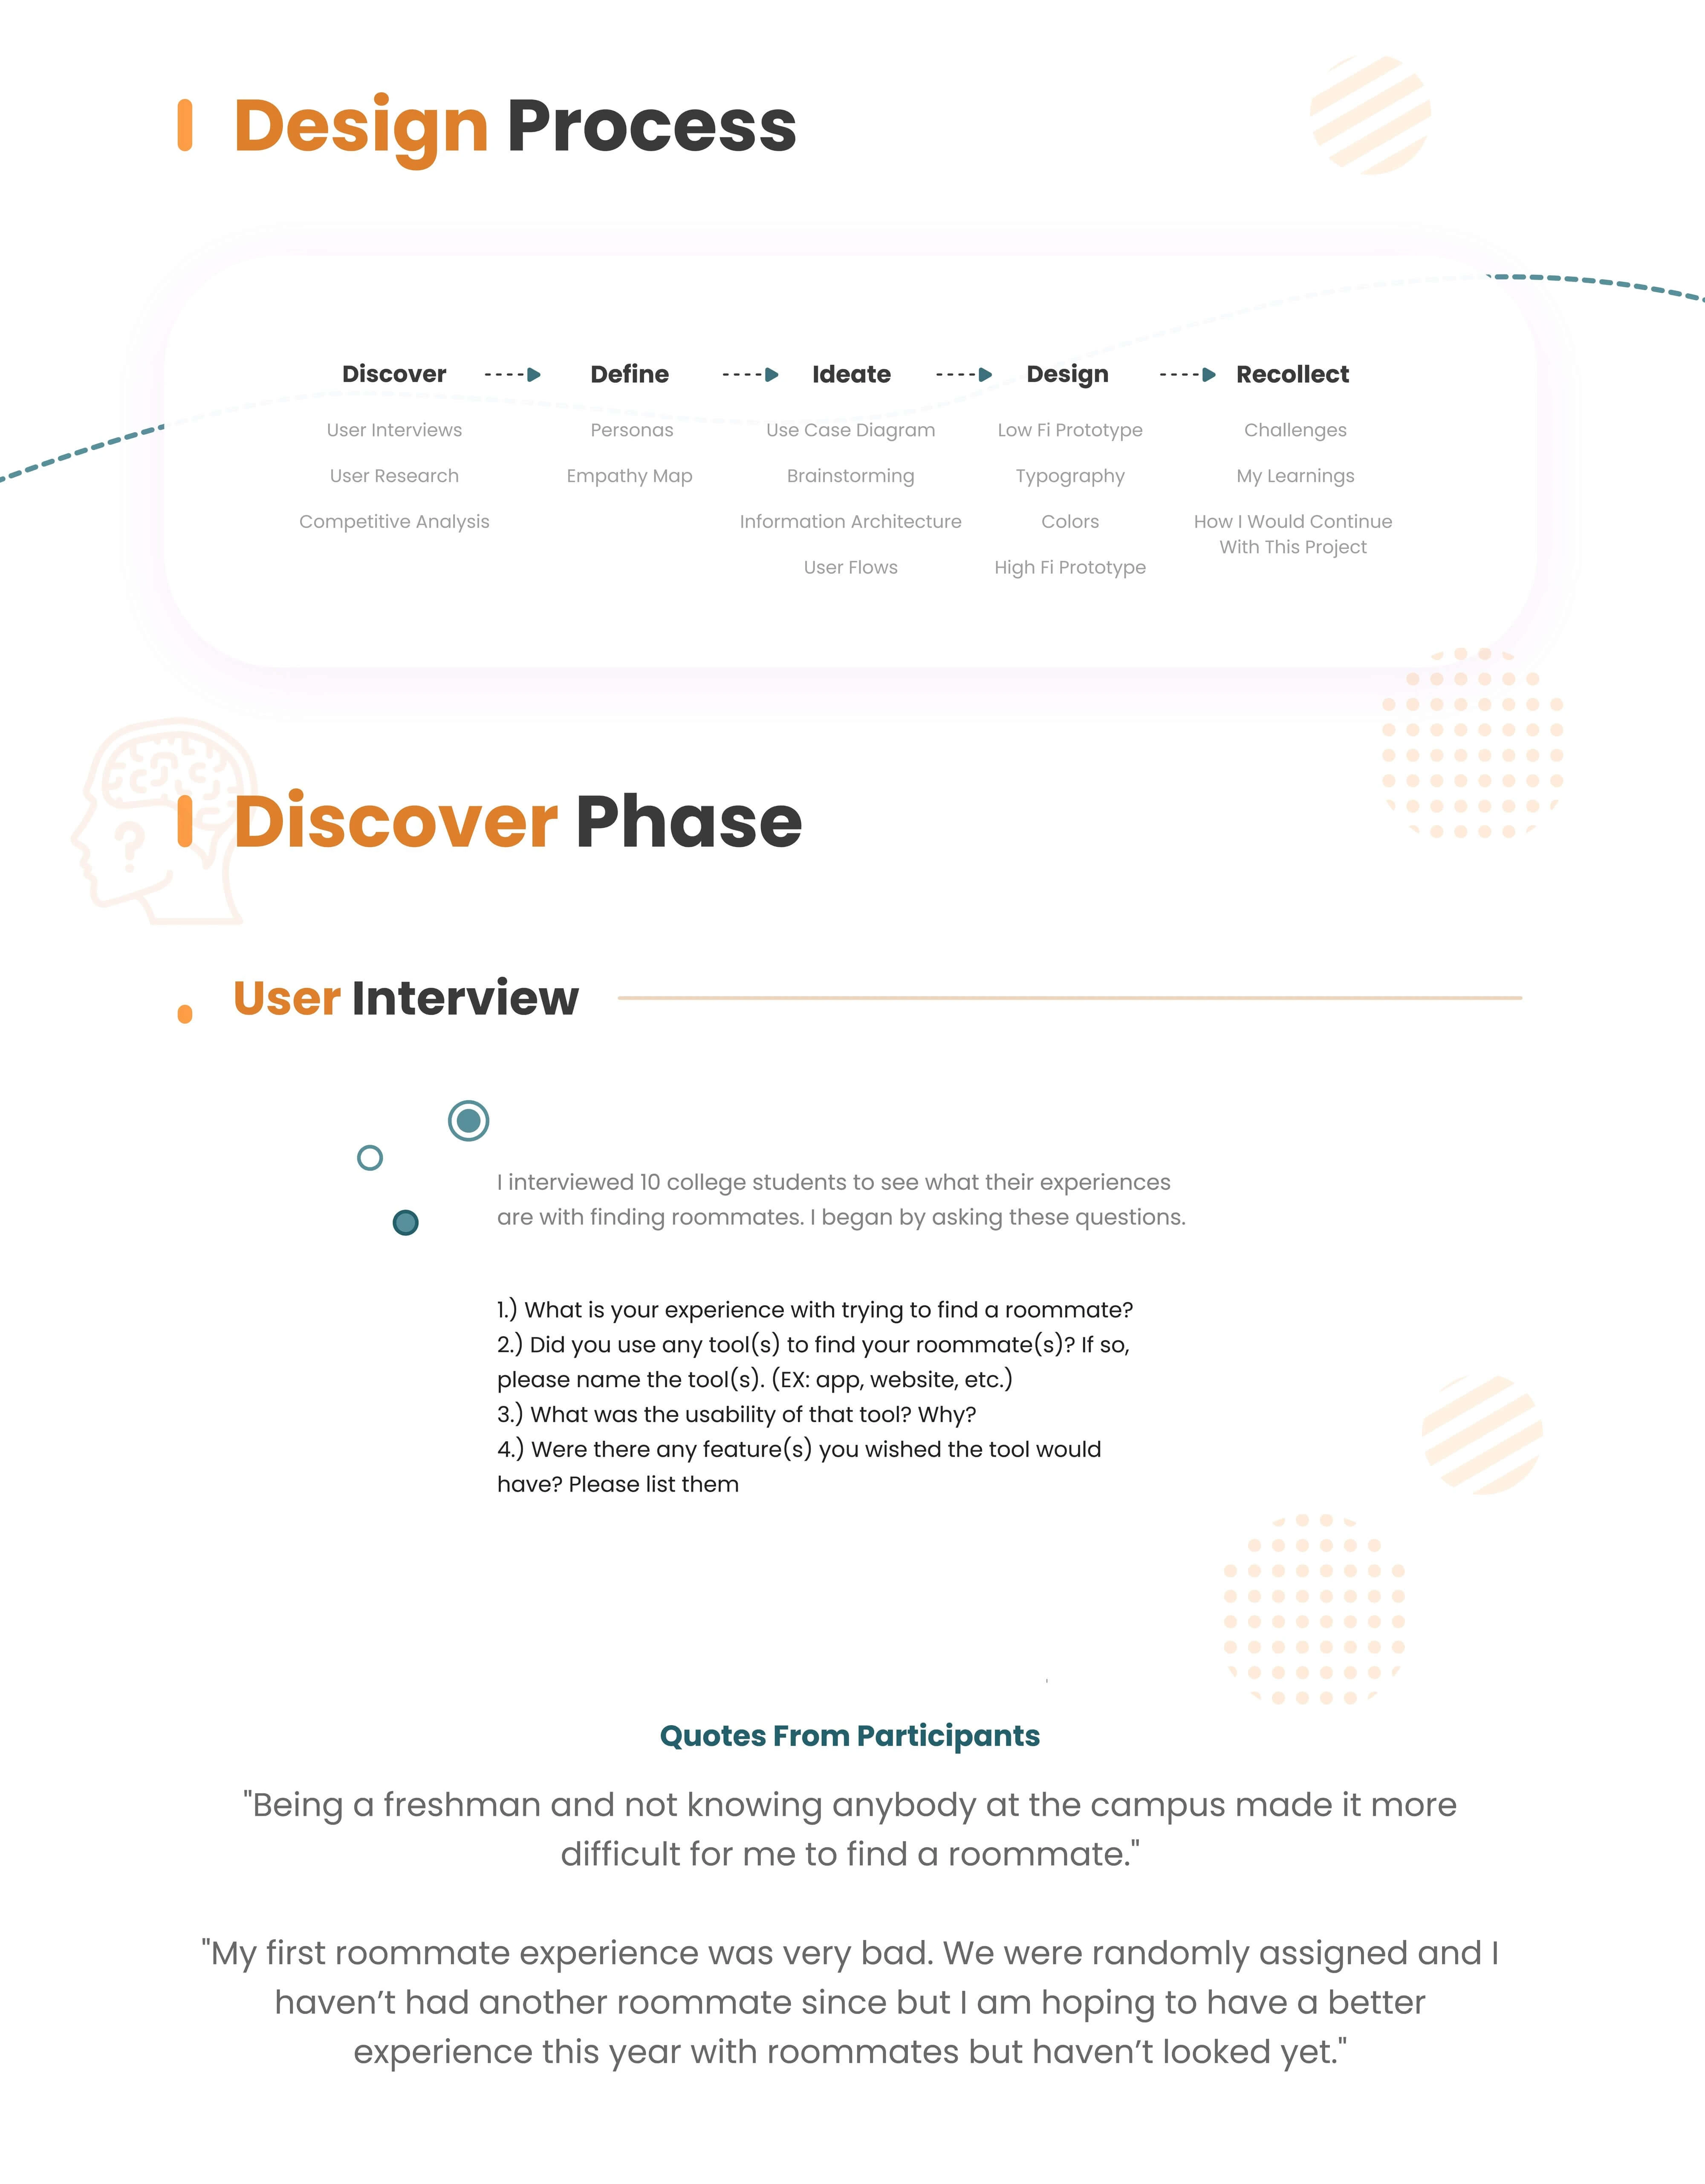 Design Process
Discover
Define
Ideate
Design
Recollect
User Interviews
User Research
Competitive Analysis
Personas
Empathy Map
Use Case Diagram
Brainstorming
Information Architecture
User Flows
Low Fi Prototype
Typography
Colors
High Fi Prototype
Challenges
My Learnings
How I Would Continue
With This Project
?
Discover Phase
User Interview
I interviewed 10 college students to see what their experiences
are with finding roommates. I began by asking these questions.
1.) What is your experience with trying to find a roommate?
2.) Did you use any tool(s) to find your roommate(s)? If so,
please name the tool(s). (EX: app, website, etc.)
3.) What was the usability of that tool? Why?
4.) Were there any feature(s) you wished the tool would
have? Please list them
'
Quotes From Participants
"Being a freshman and not knowing anybody at the campus made it more
difficult for me to find a roommate."
"My first roommate experience was very bad. We were randomly assigned and I
haven’t had another roommate since but I am hoping to have a better
experience this year with roommates but haven’t looked yet."